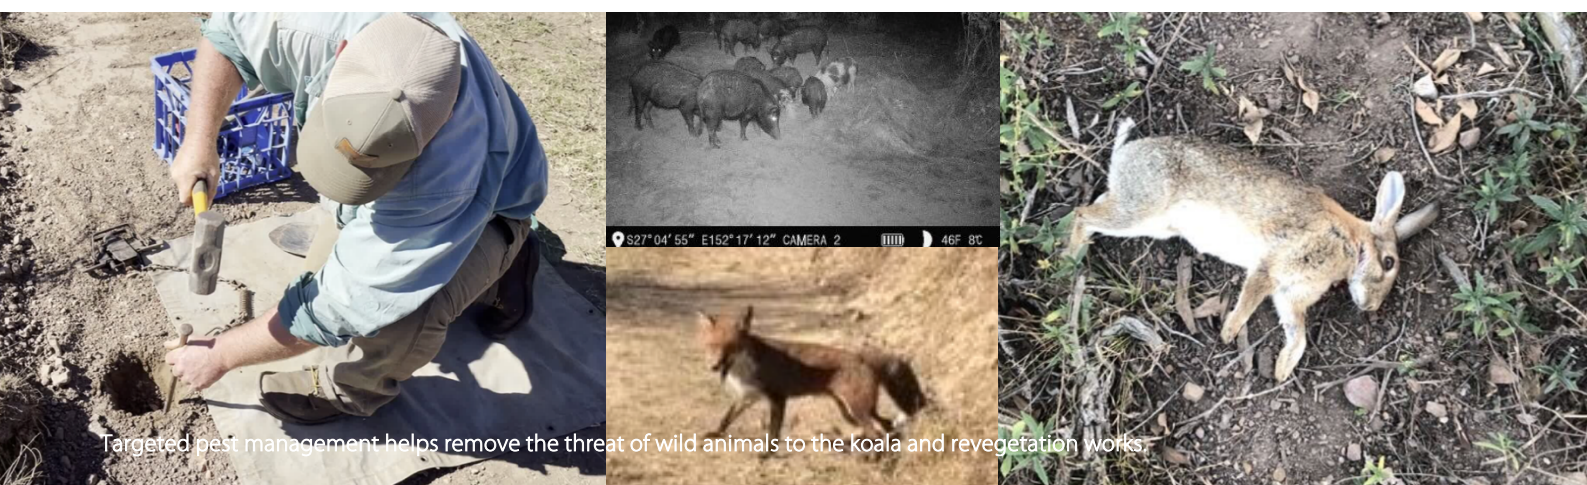 S27°04'55" E152°17'12" CAMERA 2 46F 8℃
Targeted pest management helps remove the threat of wild animals to the koala and revegetation works.